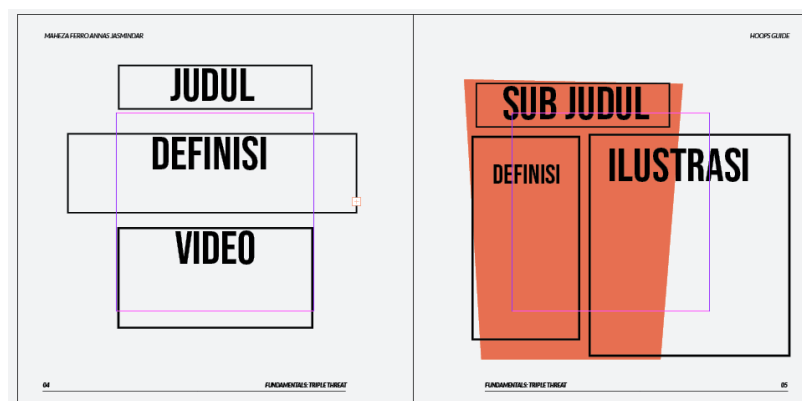 MAHEZA FERRO ANNAS JASMINDAR
JUDUL
DEFINISI
VIDEO
04
FUNDAMENTALS: TRIPLE THREAT
HOOPS GUIDE
SUB JUDUL
DEFINISI
ILUSTRASI
FUNDAMENTALS: TRIPLE THREAT
05